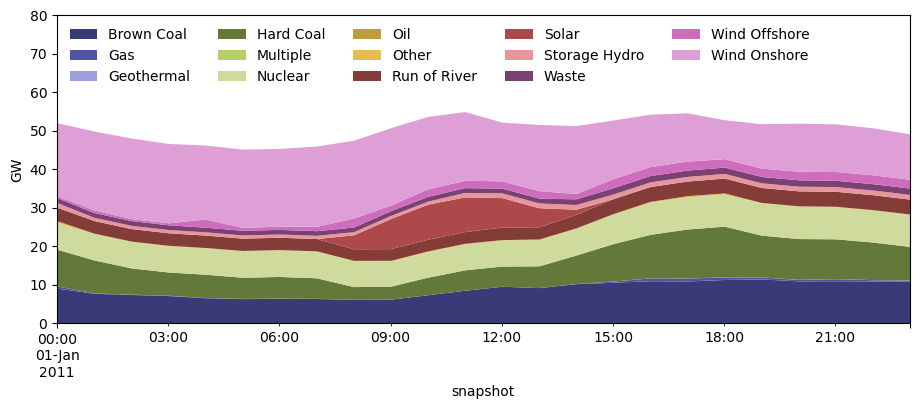 80
70
60
50
40
30
20
10
0
GW
Brown Coal Hard Coal Oil Solar Wind Offshore
Gas Multiple Other Storage Hydro Wind Onshore
Geothermal Nuclear Run of River Waste
00:00 03:00 06:00 09:00 12:00 15:00 18:00 21:00
01-Jan
2011
snapshot